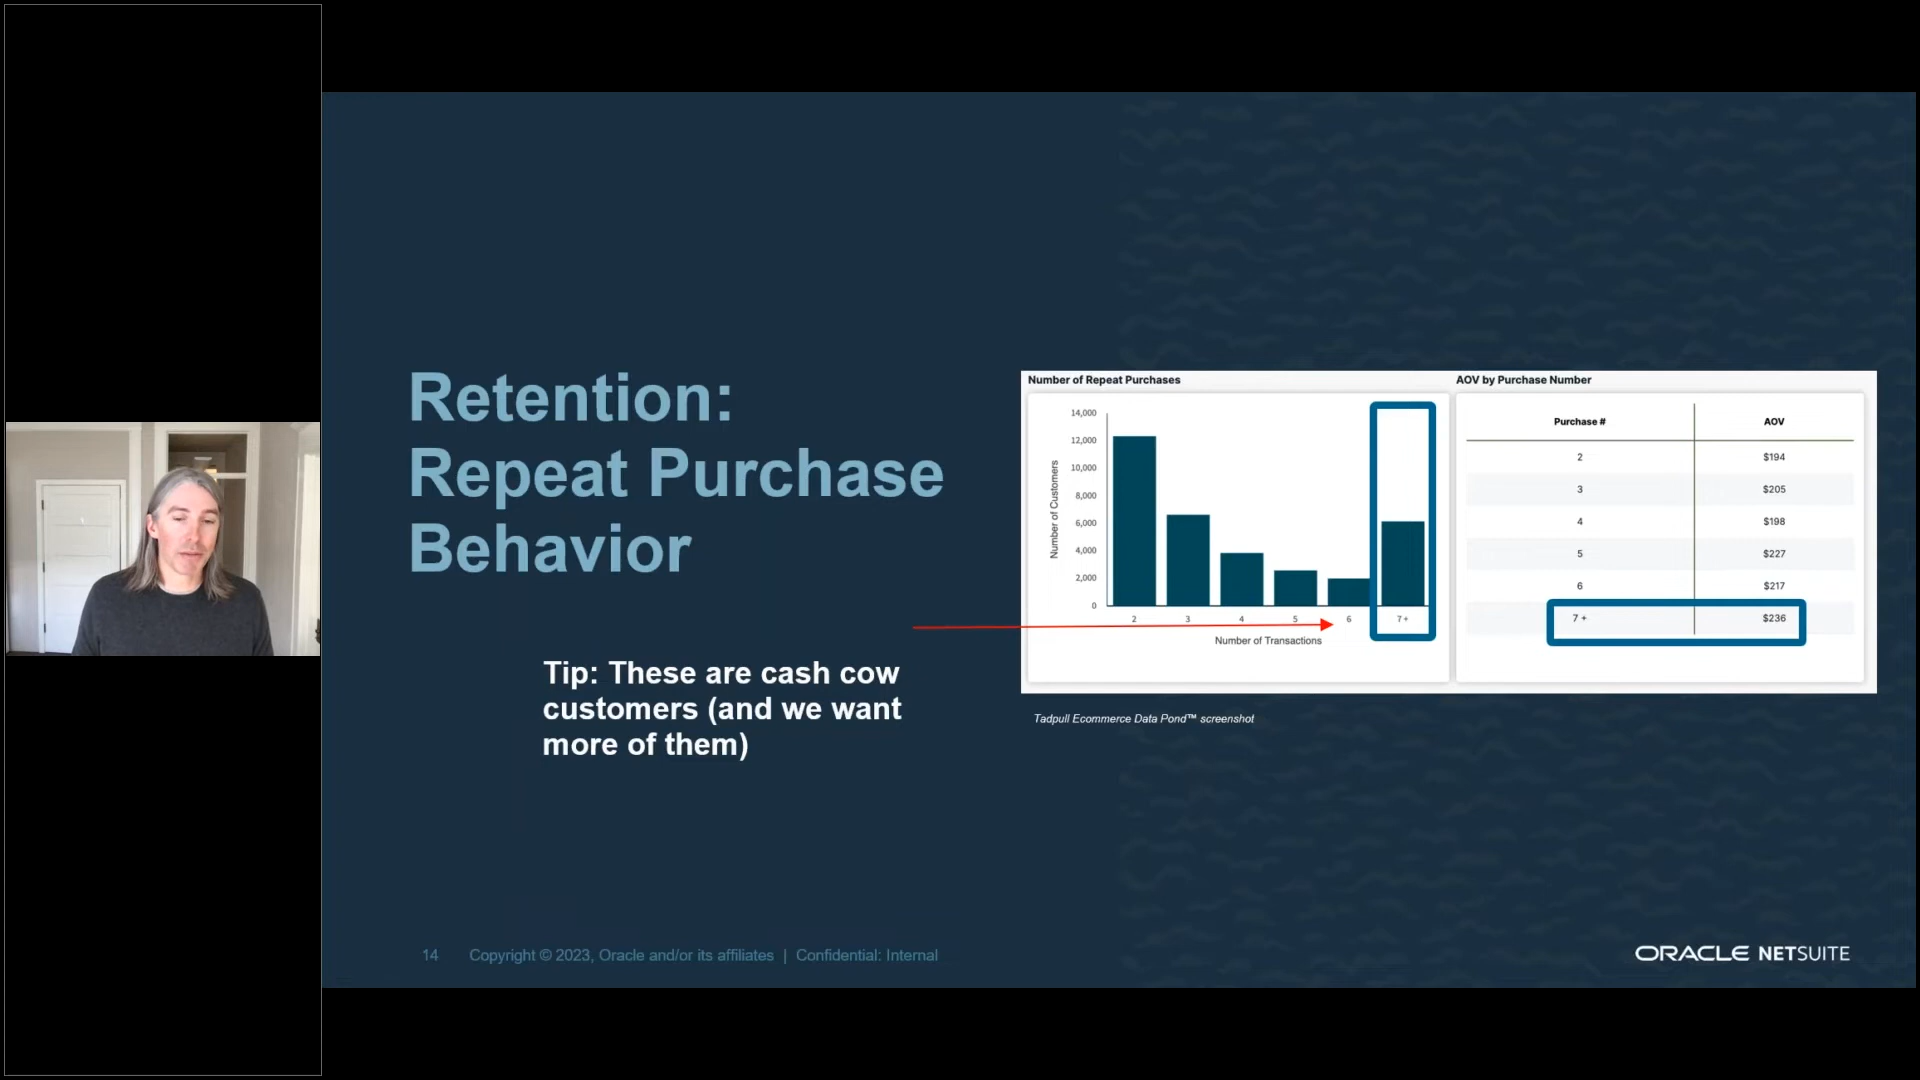 Retention:
Repeat Purchase
Behavior
Tip: These are cash cow
customers (and we want
more of them)
Number of Repeat Purchases
14,000
12,000
10,000
8,000
6,000
4,000
2,000
0
Number of Customers
2 3 4 5 6 7 +
Number of Transactions
AOV by Purchase Number
Purchase # AOV
2 $194
3 $205
4 $198
5 $227
6 $217
7 + $236
Tadpull Ecommerce Data Pond™ screenshot
14 Copyright © 2023, Oracle and/or its affiliates | Confidential: Internal
ORACLE NETSUITE